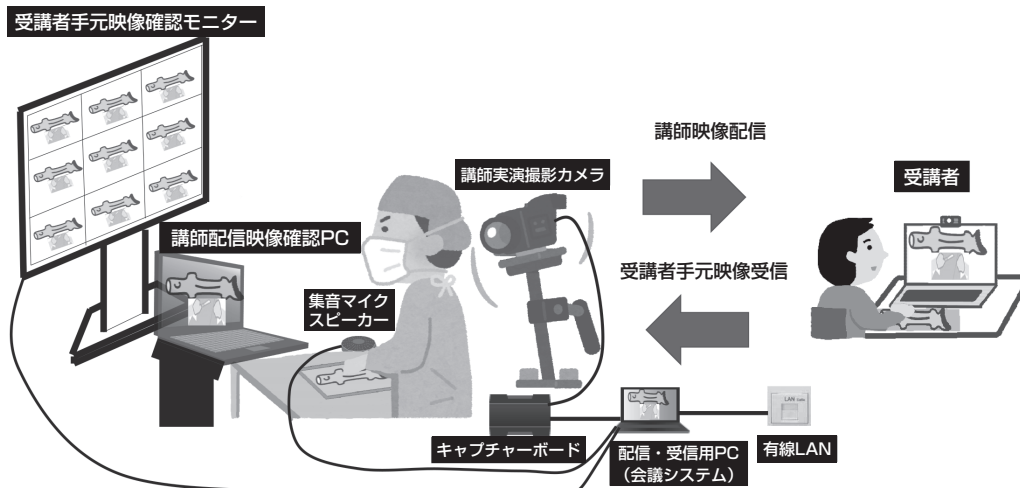 受講者手元映像確認モニター
講師映像配信
講師実演撮影カメラ
受講者
講師配信映像確認PC
受講者手元映像受信
集音マイク
スピーカー
LAN
キャプチャーボード
配信・受信用PC
（会議システム）
有線LAN